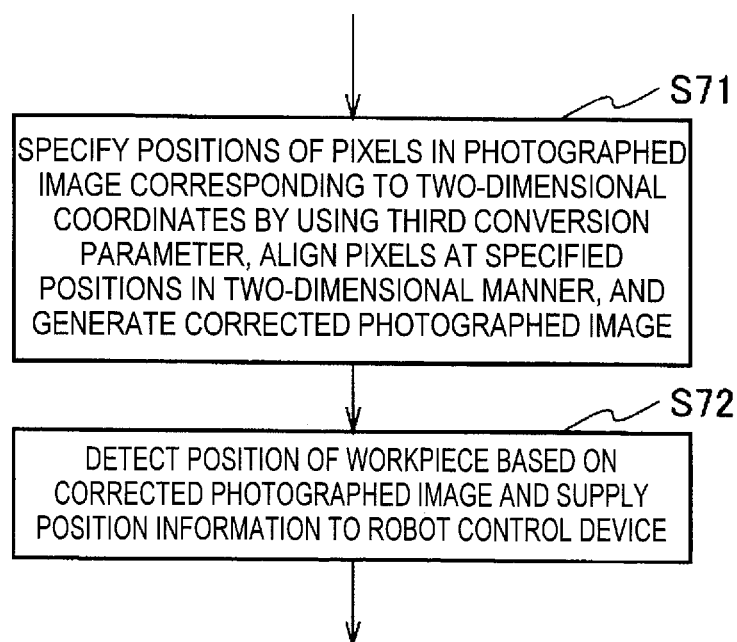 S71
SPECIFY POSITIONS OF PIXELS IN PHOTOGRAPHED
IMAGE CORRESPONDING TO TWO-DIMENSIONAL
COORDINATES BY USING THIRD CONVERSION
PARAMETER, ALIGN PIXELS AT SPECIFIED
POSITIONS IN TWO-DIMENSIONAL MANNER, AND
GENERATE CORRECTED PHOTOGRAPHED IMAGE
S72
DETECT POSITION OF WORKPIECE BASED ON
CORRECTED PHOTOGRAPHED IMAGE AND SUPPLY
POSITION INFORMATION TO ROBOT CONTROL DEVICE